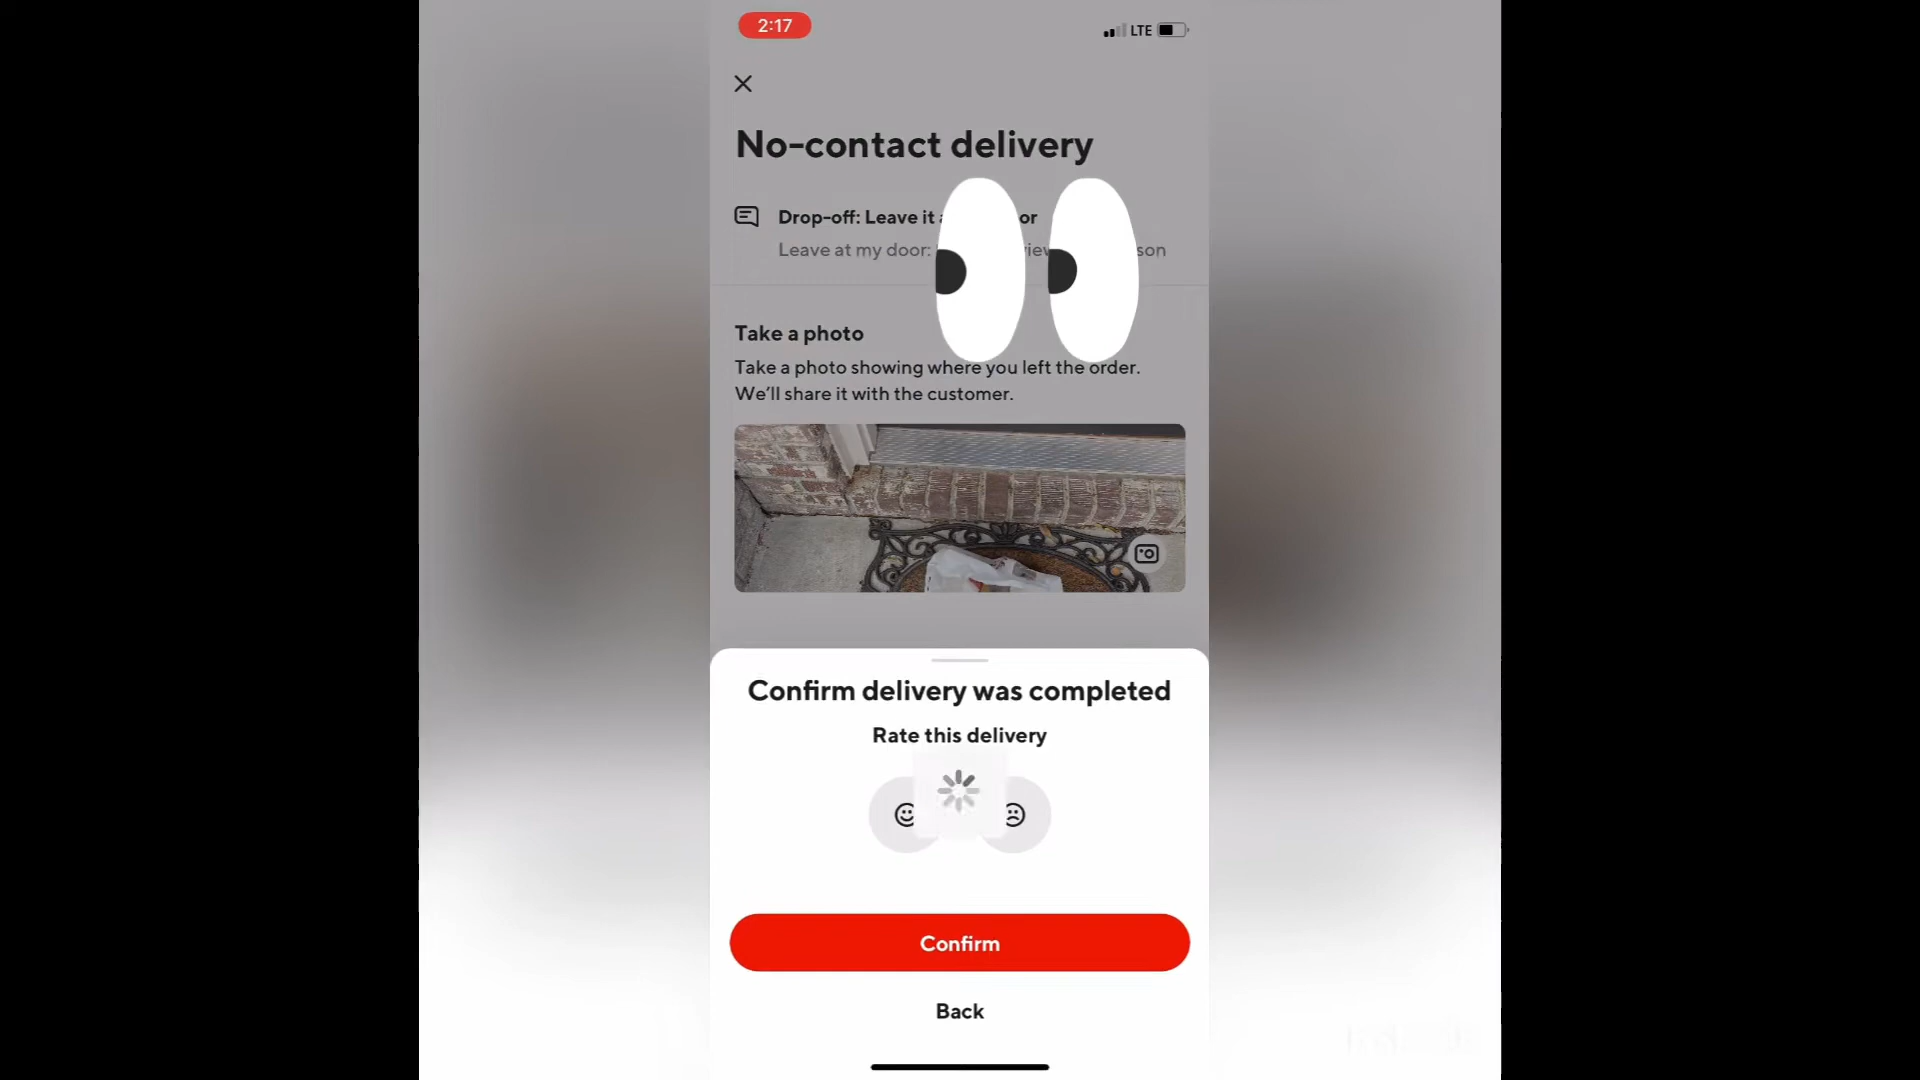 2:17
LTE
No-contact delivery
Drop-off: Leave it or
Leave at my door: son
Take a photo
Take a photo showing where you left the order.
We'll share it with the customer.
Confirm delivery was completed
Rate this delivery
Confirm
Back